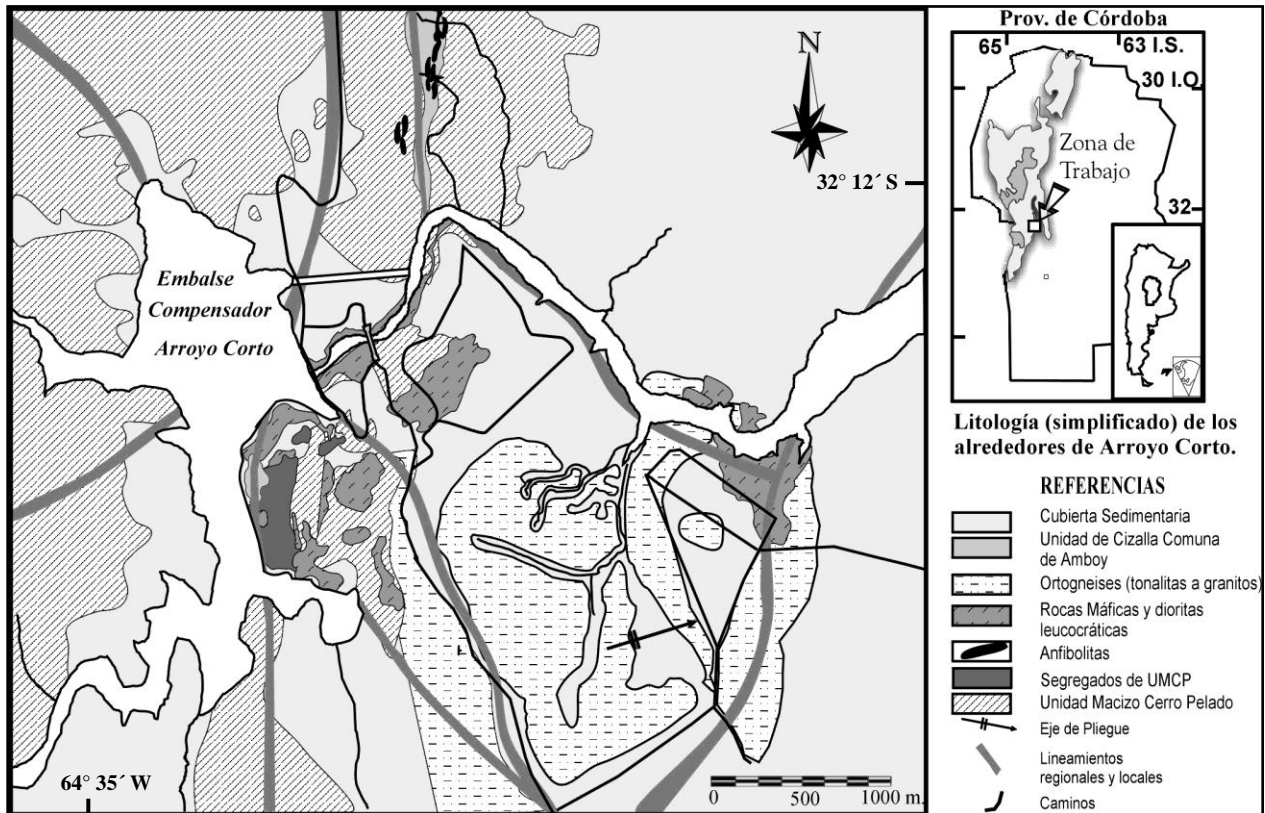 N
32° 12´ S
Embalse
Compensador
Arroyo Corto
64° 35´ W
0 500 1000 m.
Prov. de Córdoba
65 63 l.S.
30 l.O.
Zona de
Trabajo
32
Litología (simplificado) de los
alrededores de Arroyo Corto.
REFERENCIAS
Cubierta Sedimentaria
Unidad de Cizalla Comuna
de Amboy
Ortogneises (tonalitas a granitos)
Rocas Máficas y dioritas
leucocráticas
Anfibolitas
Segregados de UMCP
Unidad Macizo Cerro Pelado
Eje de Pliegue
Lineamientos
regionales y locales
Caminos